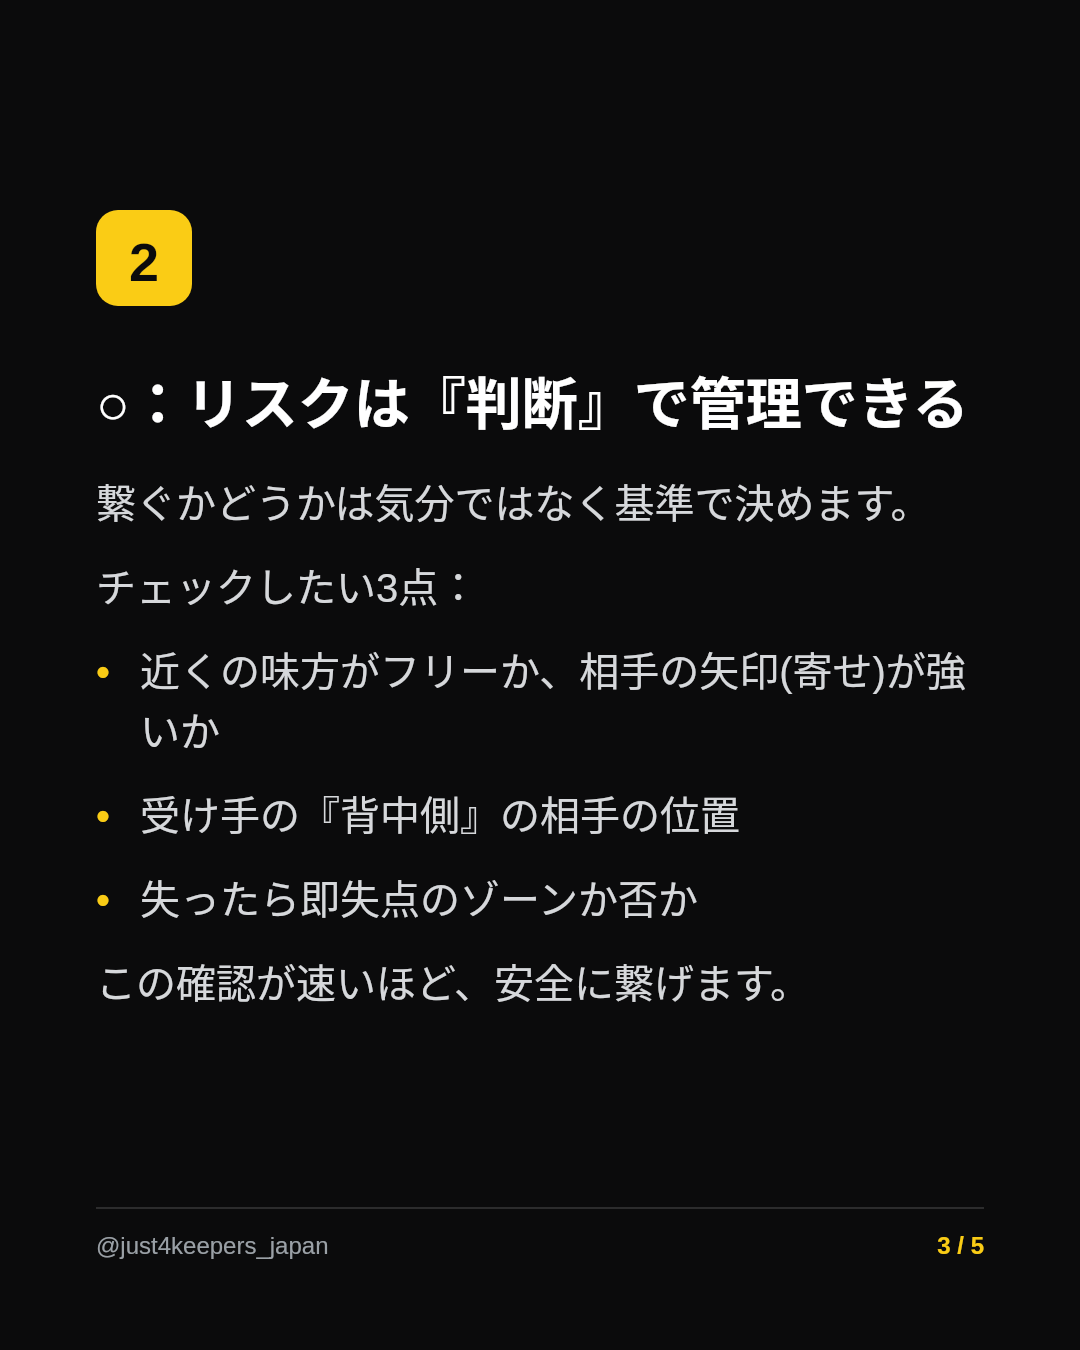 2
○：リスクは『判断』で管理できる
繋ぐかどうかは気分ではなく基準で決めます。
チェックしたい3点：
• 近くの味方がフリーか、相手の矢印(寄せ)が強
いか
• 受け手の『背中側』の相手の位置
• 失ったら即失点のゾーンか否か
この確認が速いほど、安全に繋げます。
@just4keepers_japan
3 / 5